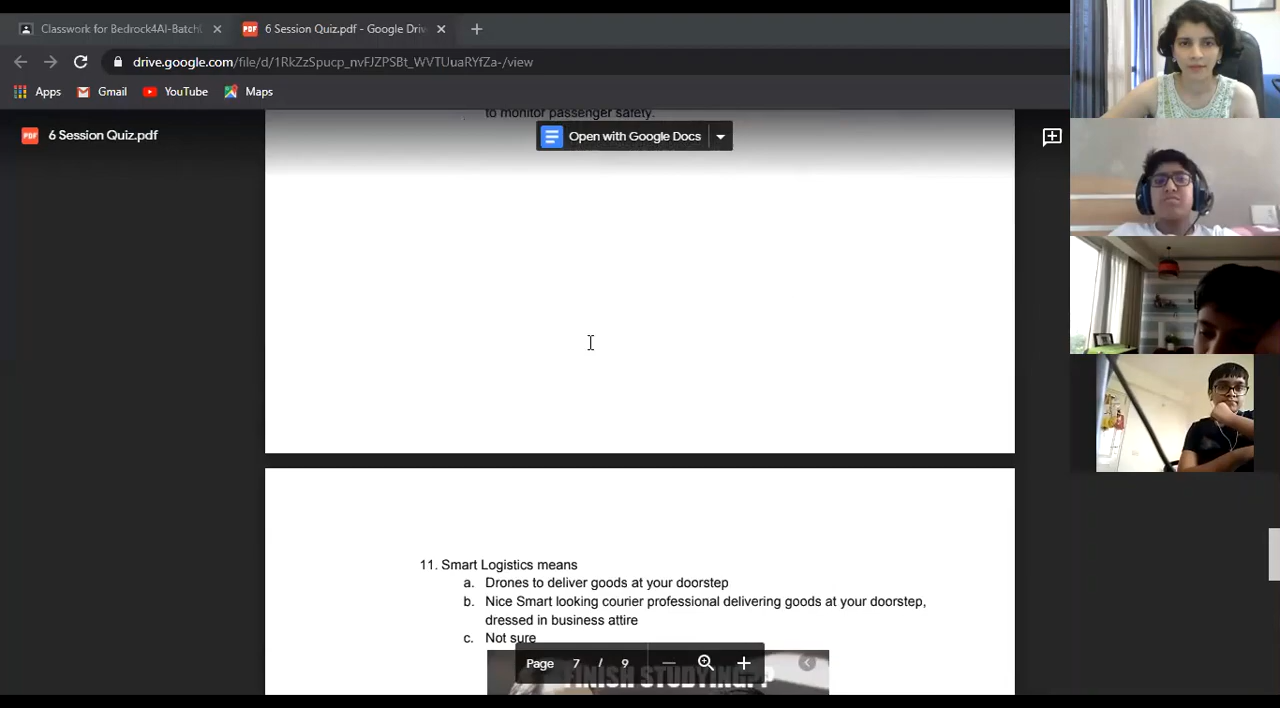 Classwork for Bedrock4AI-Batch
6 Session Quiz.pdf - Google Driv
drive.google.com/file/d/1RkZzSpucp_nvFJZPSBt_WVTUuaRYfZa-/view
Apps Gmail YouTube Maps
PDF 6 Session Quiz.pdf
to monitor passenger safety.
Open with Google Docs
11. Smart Logistics means
a. Drones to deliver goods at your doorstep
b. Nice Smart looking courier professional delivering goods at your doorstep,
dressed in business attire
c. Not sure
Page 7 / 9
FINISH STUDYING